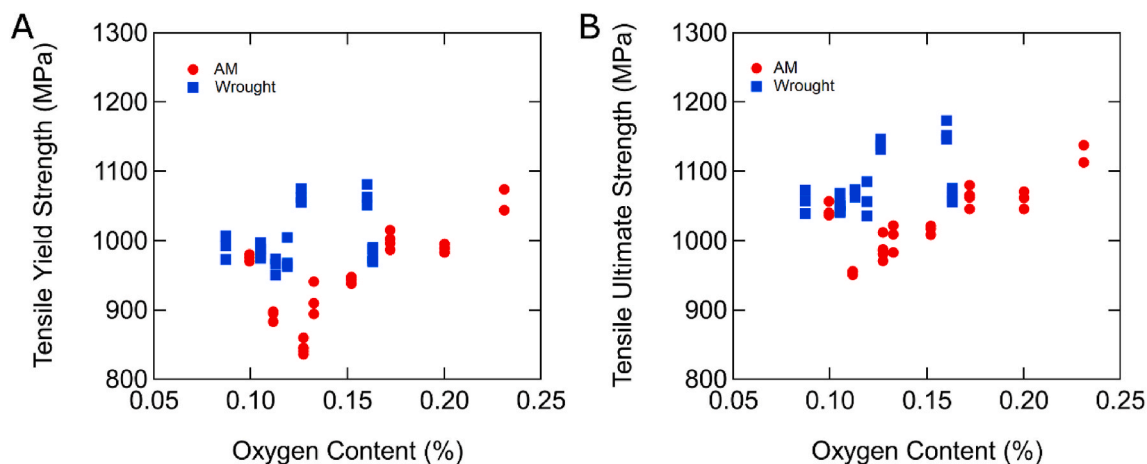 A
Tensile Yield Strength (MPa)
1300
1200
1100
1000
900
800
AM
Wrought
0.05 0.10 0.15 0.20 0.25
Oxygen Content (%)
B
Tensile Ultimate Strength (MPa)
1300
1200
1100
1000
900
800
AM
Wrought
0.05 0.10 0.15 0.20 0.25
Oxygen Content (%)